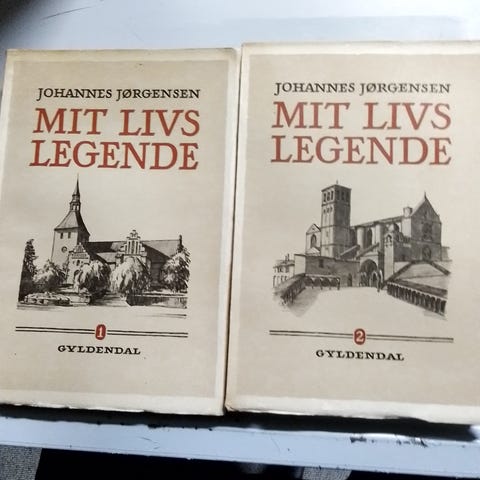 JOHANNES JØRGENSEN
MIT LIVS
LEGENDE
1
GYLDENDAL
JOHANNES JØRGENSEN
MIT LIVS
LEGENDE
2
GYLDENDAL